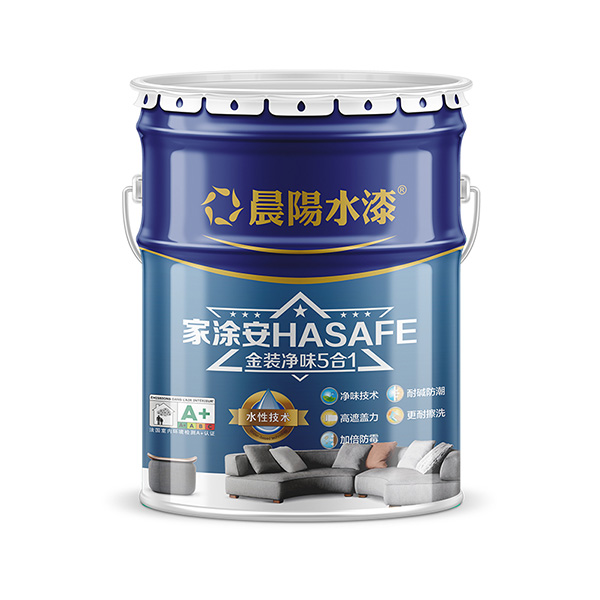 晨陽水漆®
家涂安HASAFE
金装净味5合1
净味技术
耐碱防潮
高遮盖力
更耐擦洗
加倍防霉
水性技术
A+
A B C
法国室内环境检测A+认证